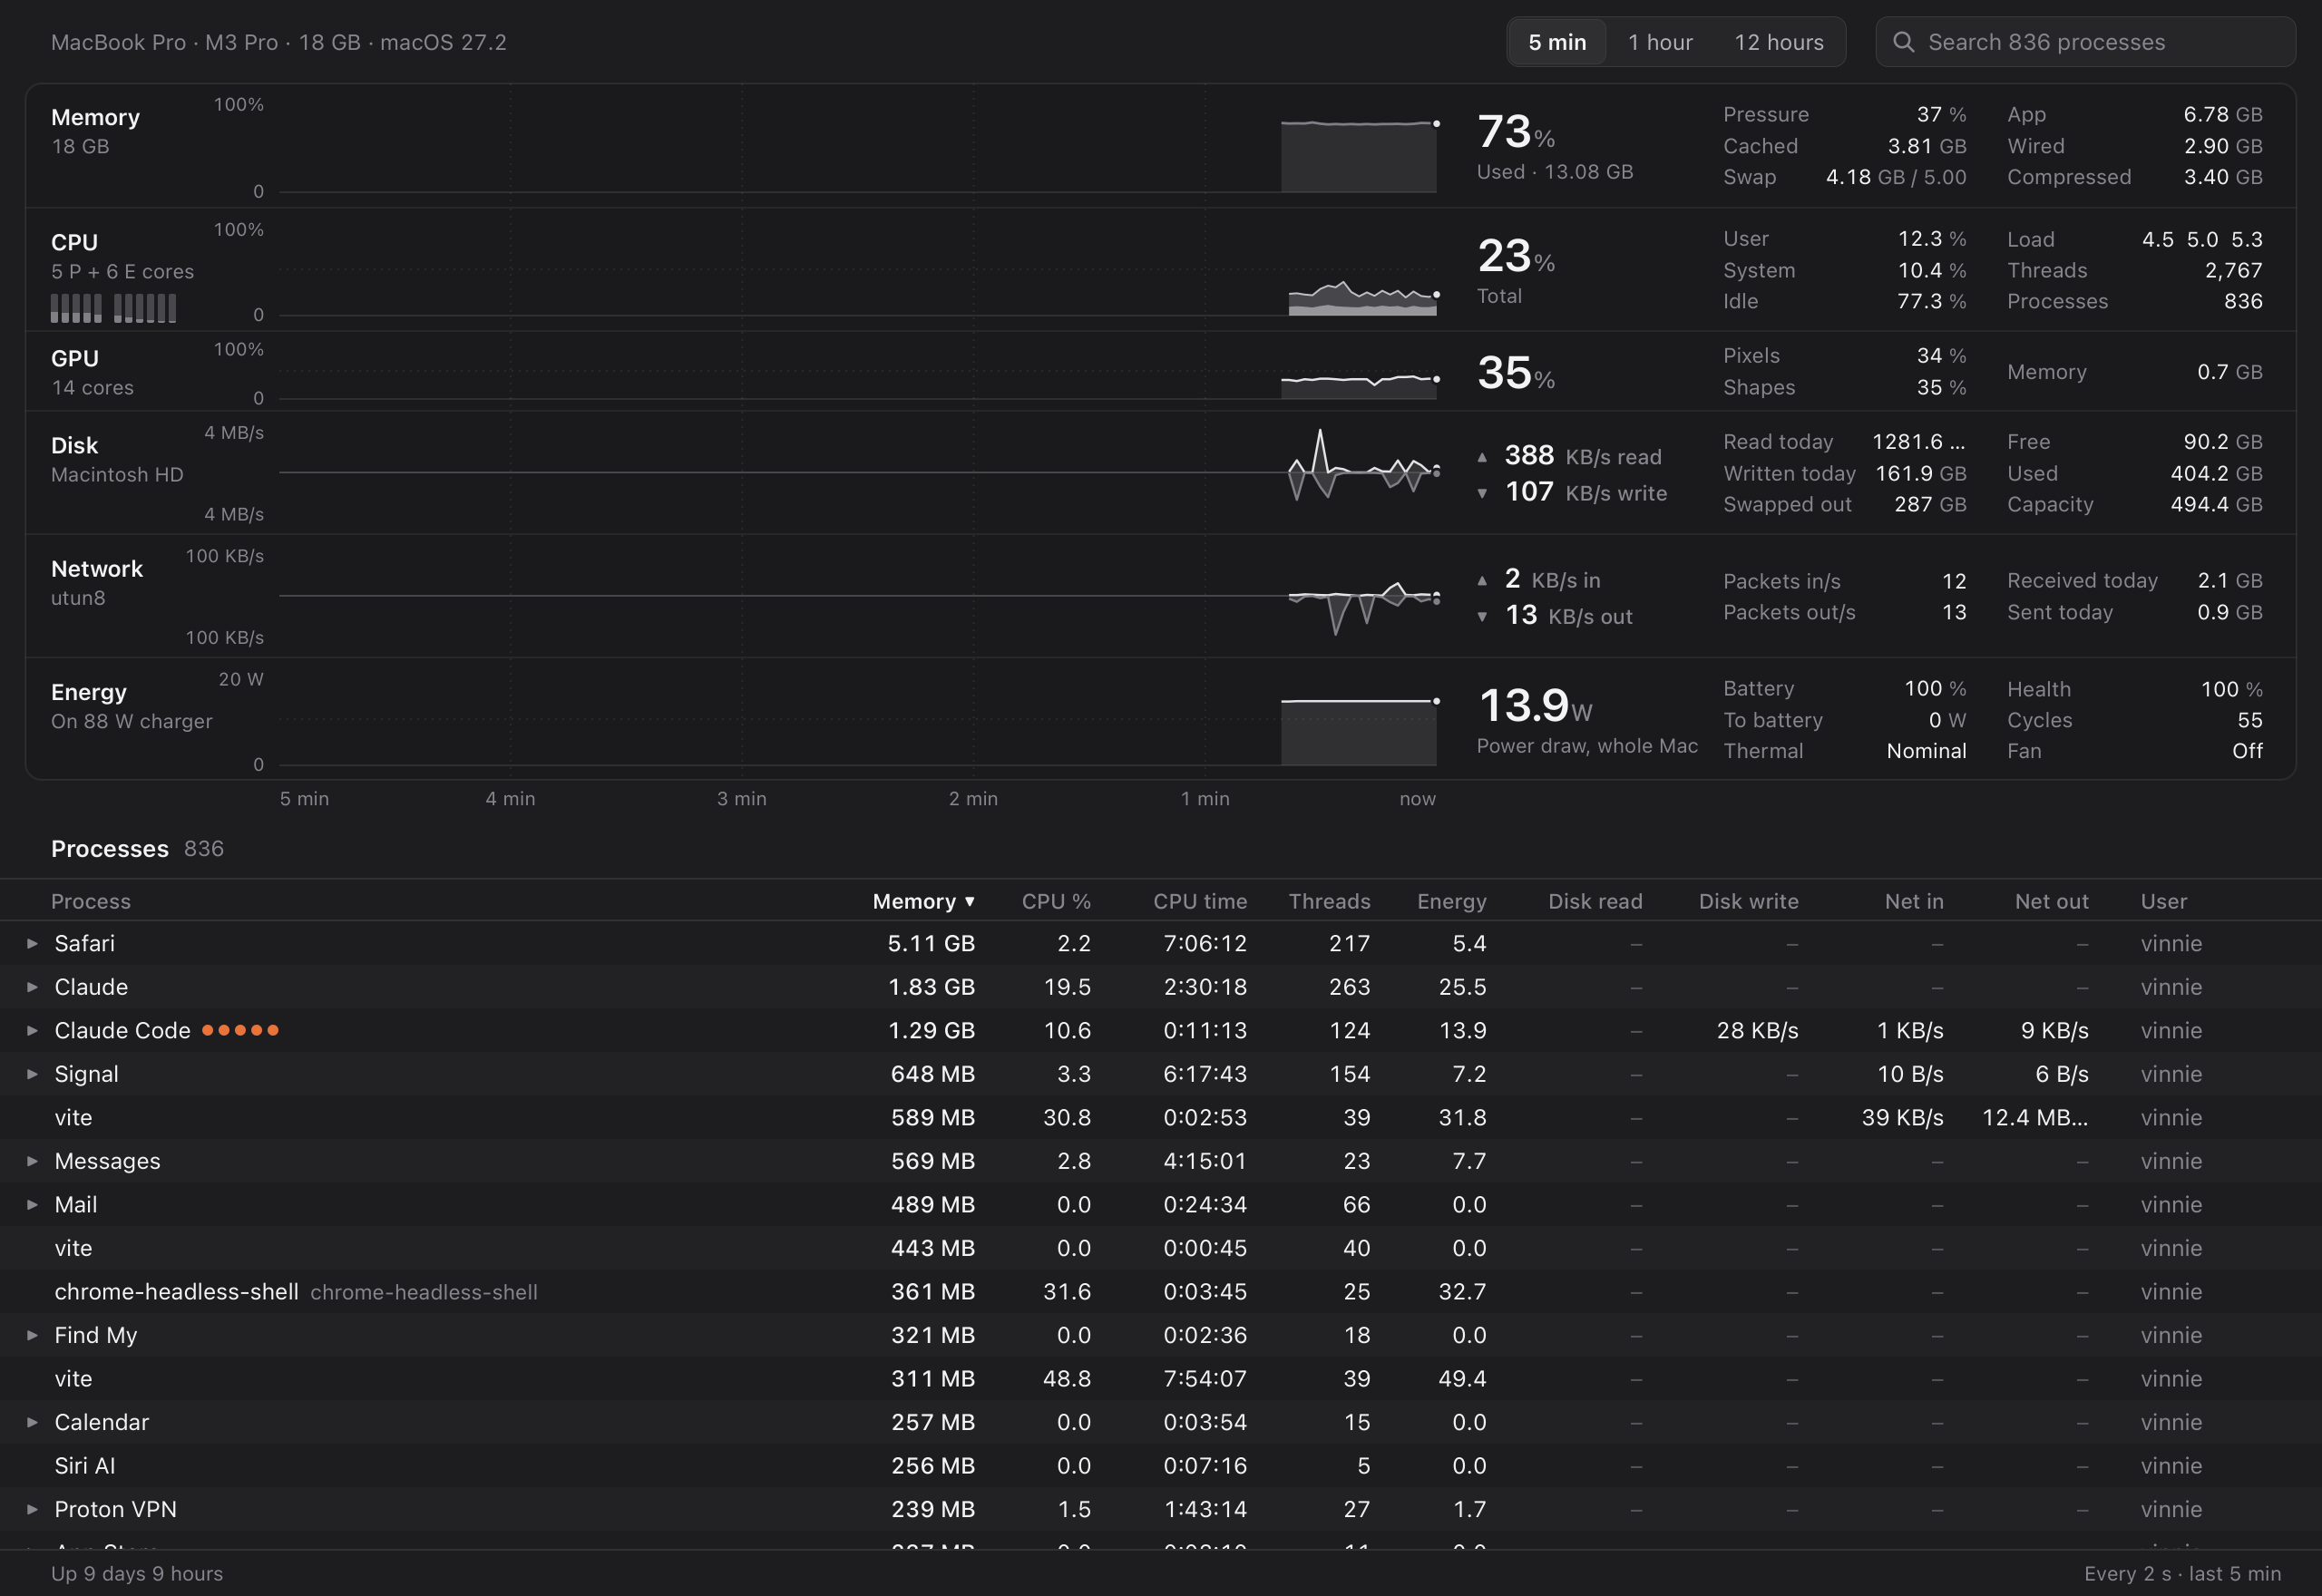 MacBook Pro · M3 Pro · 18 GB · macOS 27.2
5 min 1 hour 12 hours
Search 836 processes
Memory 100%
18 GB
0
73%
Used · 13.08 GB
Pressure 37 % App 6.78 GB
Cached 3.81 GB Wired 2.90 GB
Swap 4.18 GB / 5.00 Compressed 3.40 GB
CPU 100%
5 P + 6 E cores
0
23%
Total
User 12.3 % Load 4.5 5.0 5.3
System 10.4 % Threads 2,767
Idle 77.3 % Processes 836
GPU 100%
14 cores
0
35%
Pixels 34 % Memory 0.7 GB
Shapes 35 %
Disk 4 MB/s
Macintosh HD
4 MB/s
▲ 388 KB/s read
▼ 107 KB/s write
Read today 1281.6 ... Free 90.2 GB
Written today 161.9 GB Used 404.2 GB
Swapped out 287 GB Capacity 494.4 GB
Network 100 KB/s
utun8
100 KB/s
▲ 2 KB/s in
▼ 13 KB/s out
Packets in/s 12 Received today 2.1 GB
Packets out/s 13 Sent today 0.9 GB
Energy 20 W
On 88 W charger
0
13.9W
Power draw, whole Mac
Battery 100 % Health 100 %
To battery 0 W Cycles 55
Thermal Nominal Fan Off
5 min 4 min 3 min 2 min 1 min now
Processes 836
Process Memory ▼ CPU % CPU time Threads Energy Disk read Disk write Net in Net out User
Safari 5.11 GB 2.2 7:06:12 217 5.4 – – – – vinnie
Claude 1.83 GB 19.5 2:30:18 263 25.5 – – – – vinnie
Claude Code 1.29 GB 10.6 0:11:13 124 13.9 – 28 KB/s 1 KB/s 9 KB/s vinnie
Signal 648 MB 3.3 6:17:43 154 7.2 – – 10 B/s 6 B/s vinnie
vite 589 MB 30.8 0:02:53 39 31.8 – – 39 KB/s 12.4 MB... vinnie
Messages 569 MB 2.8 4:15:01 23 7.7 – – – – vinnie
Mail 489 MB 0.0 0:24:34 66 0.0 – – – – vinnie
vite 443 MB 0.0 0:00:45 40 0.0 – – – – vinnie
chrome-headless-shell chrome-headless-shell 361 MB 31.6 0:03:45 25 32.7 – – – – vinnie
Find My 321 MB 0.0 0:02:36 18 0.0 – – – – vinnie
vite 311 MB 48.8 7:54:07 39 49.4 – – – – vinnie
Calendar 257 MB 0.0 0:03:54 15 0.0 – – – – vinnie
Siri AI 256 MB 0.0 0:07:16 5 0.0 – – – – vinnie
Proton VPN 239 MB 1.5 1:43:14 27 1.7 – – – – vinnie
Up 9 days 9 hours
Every 2 s · last 5 min